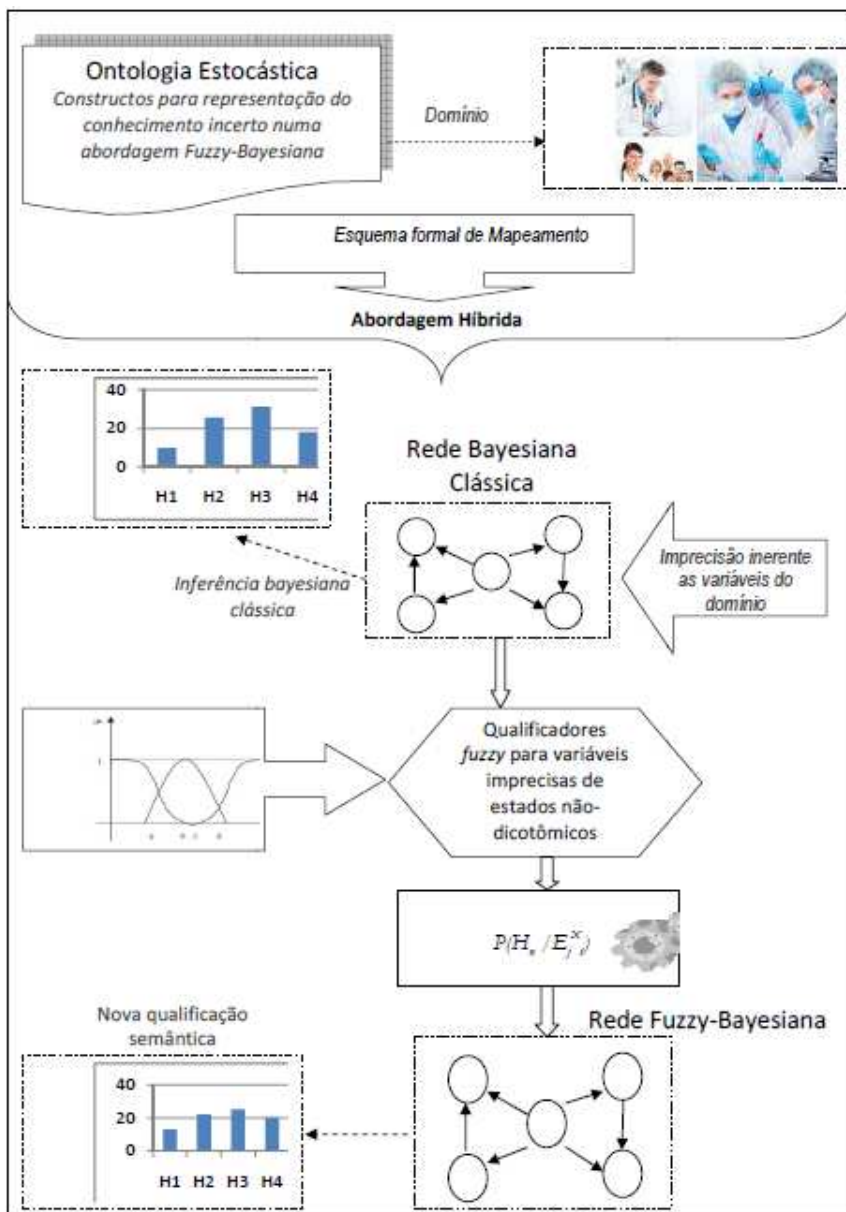 Ontologia Estocástica
Constructos para representação do
conhecimento incerto numa
abordagem Fuzzy-Bayesiana
Domínio
Esquema formal de Mapeamento
Abordagem Híbrida
40
20
0
H1 H2 H3 H4
Rede Bayesiana
Clássica
Inferência bayesiana
clássica
Imprecisão inerente
as variáveis do
domínio
Qualificadores
fuzzy para variáveis
imprecisas de
estados não-
dicotômicos
Rede Fuzzy-Bayesiana
Nova qualificação
semântica
40
20
0
H1 H2 H3 H4